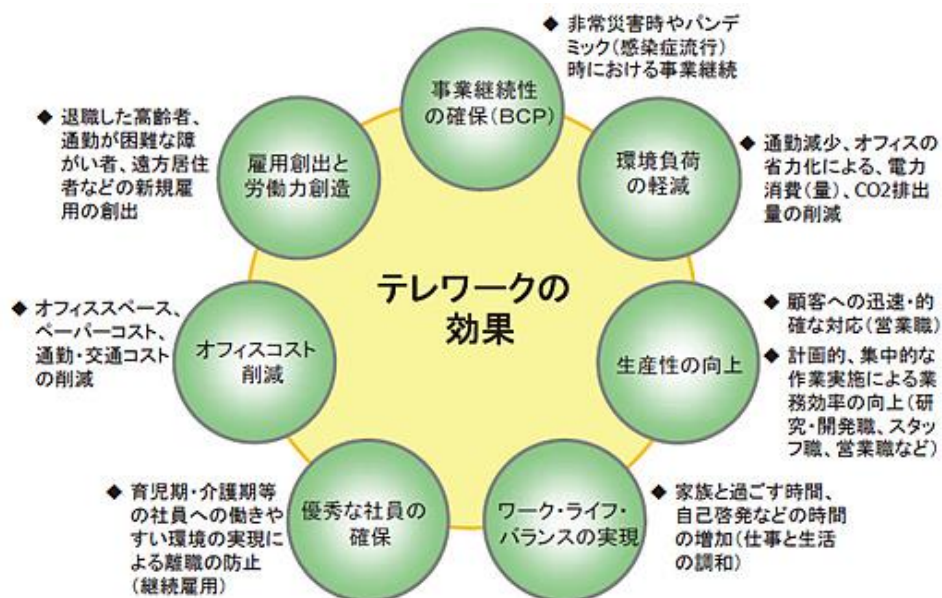 テレワークの
効果
事業継続性
の確保(BCP)
◆ 非常災害時やパンデ
ミック(感染症流行)
時における事業継続
環境負荷
の軽減
◆ 通勤減少、オフィスの
省力化による、電力
消費(量)、CO2排出
量の削減
生産性の向上
◆ 顧客への迅速・的
確な対応(営業職)
◆ 計画的、集中的な
作業実施による業
務効率の向上(研
究・開発職、スタッ
フ職、営業職など)
ワーク・ライフ・
バランスの実現
◆ 家族と過ごす時間、
自己啓発などの時間
の増加(仕事と生活
の調和)
優秀な社員の
確保
◆ 育児期・介護期等
の社員への働きや
すい環境の実現に
よる離職の防止
(継続雇用)
オフィスコスト
削減
◆ オフィススペース、
ペーパーコスト、
通勤・交通コスト
の削減
雇用創出と
労働力創造
◆ 退職した高齢者、
通勤が困難な障
がい者、遠方居住
者などの新規雇
用の創出